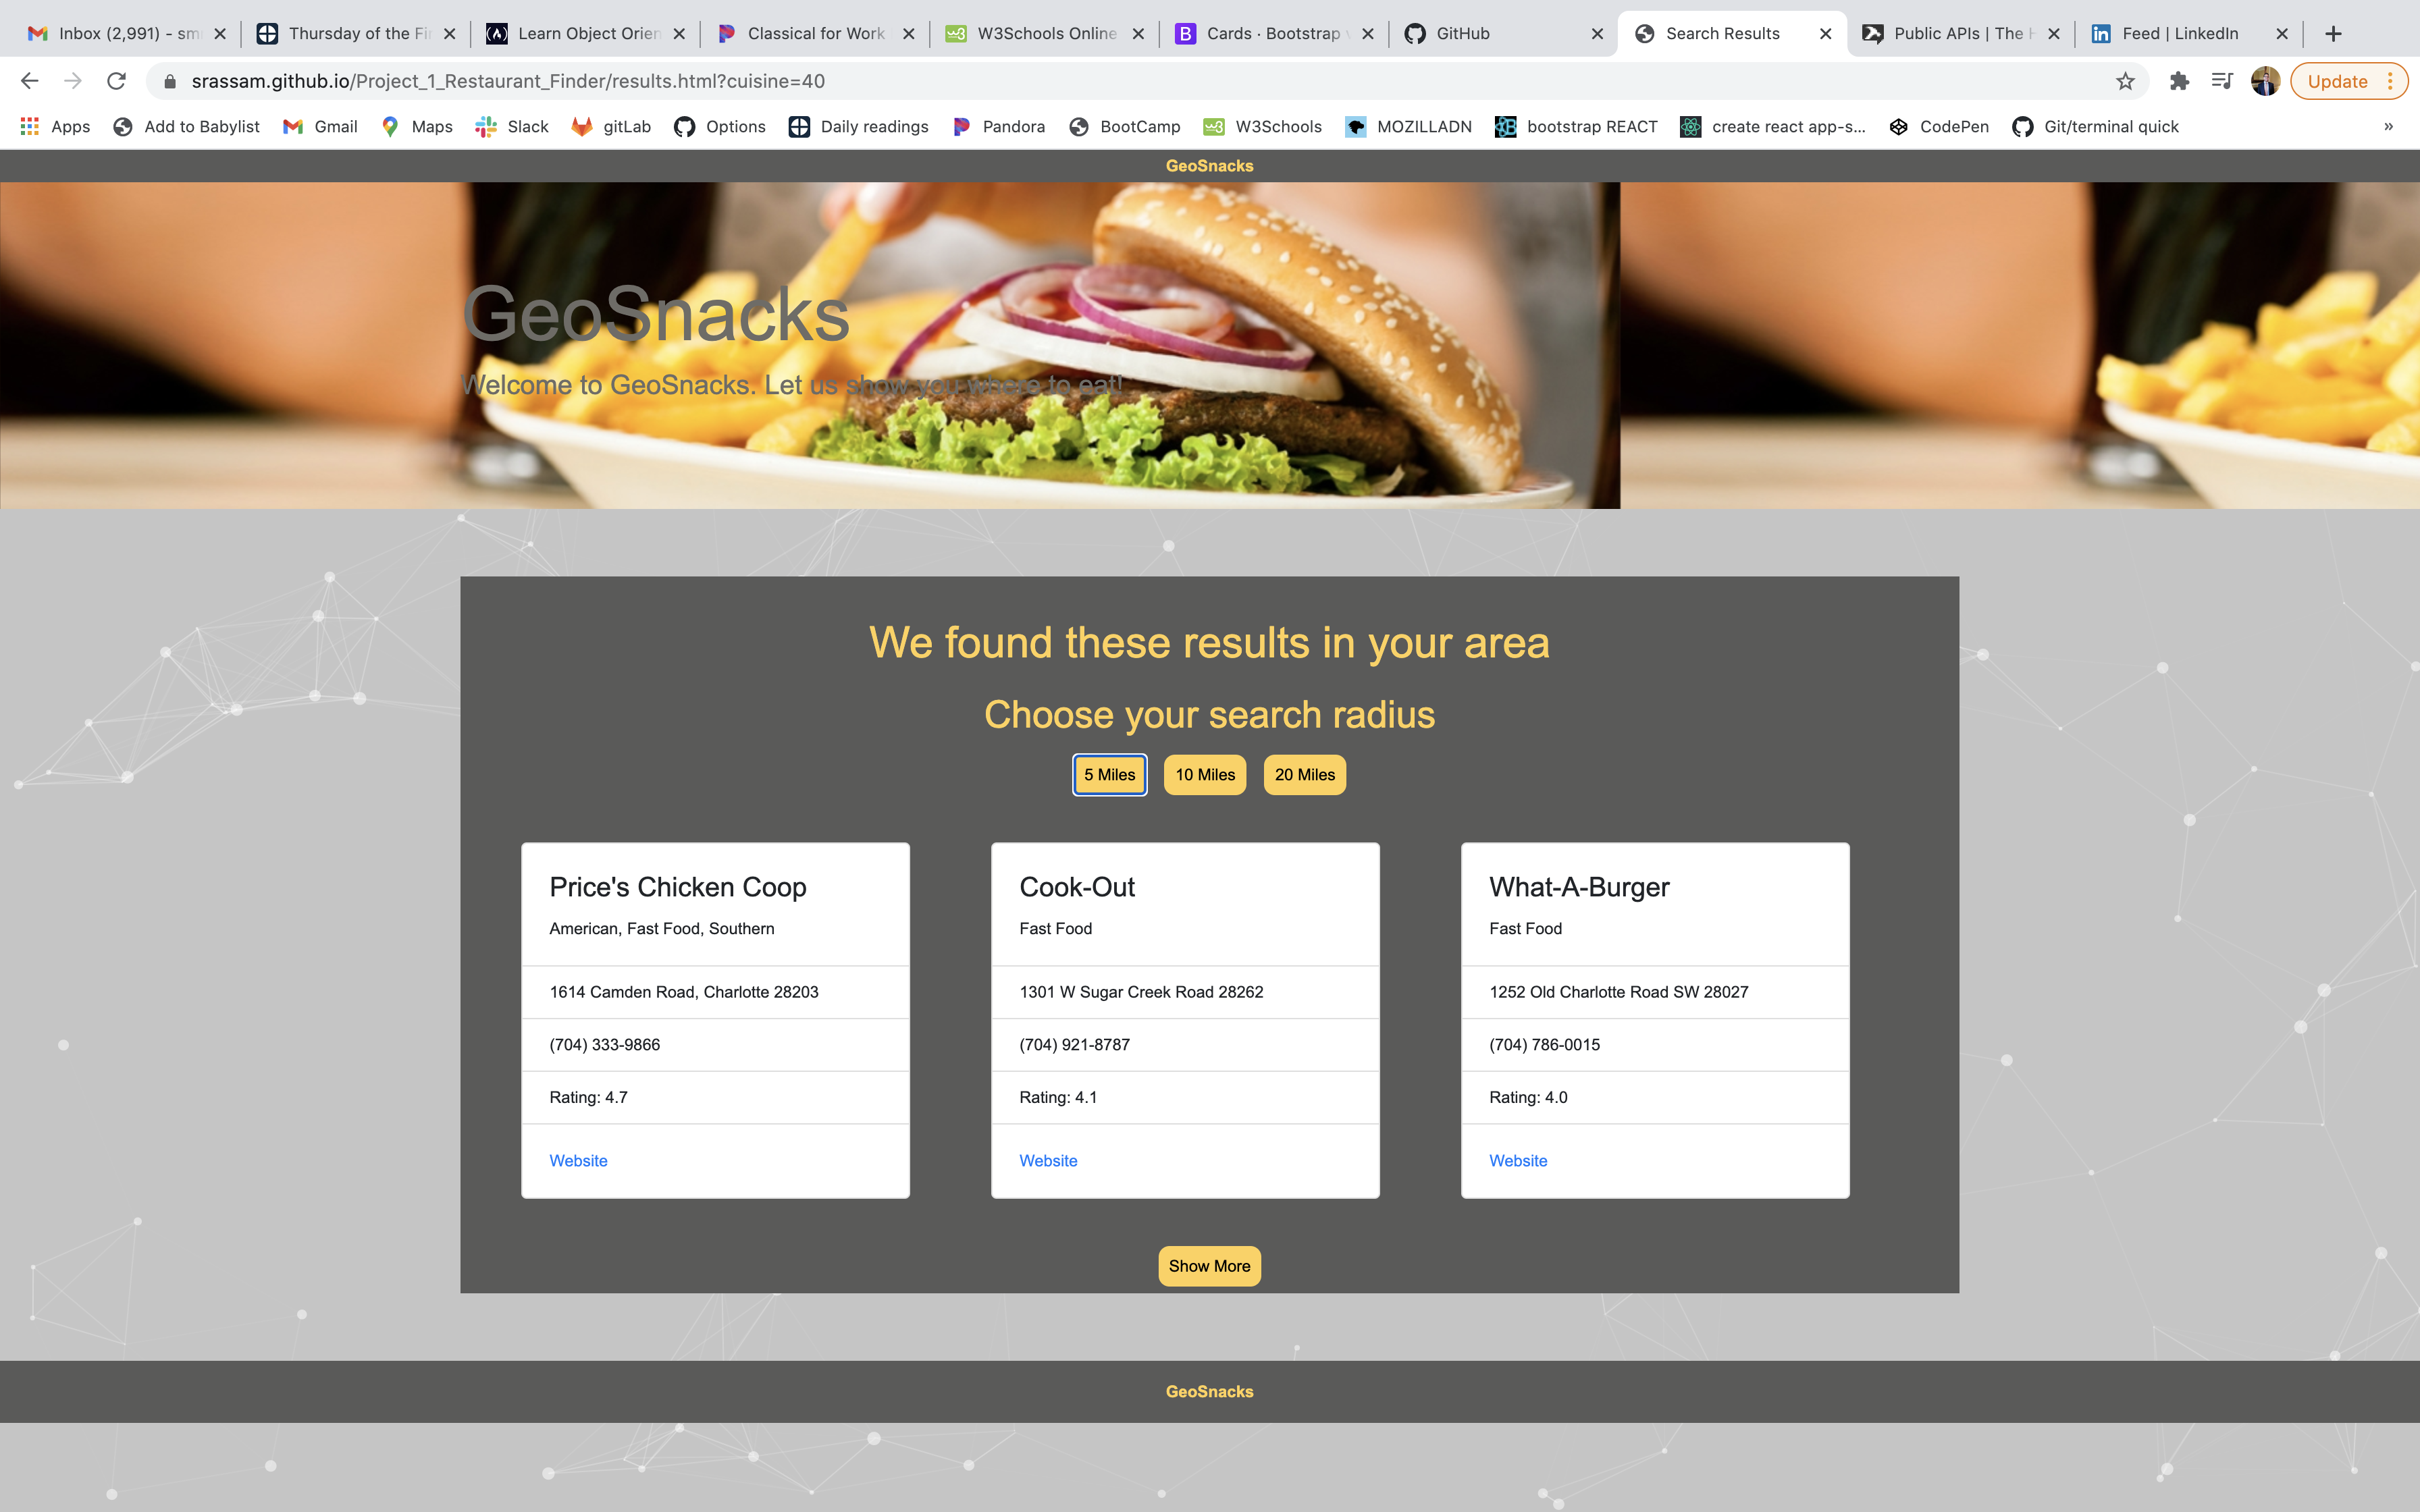 Inbox (2,991) - sm
Thursday of the Fi
Learn Object Orien
Classical for Work
W3Schools Online
Cards · Bootstrap
GitHub
Search Results
Public APIs | The
Feed | LinkedIn
srassam.github.io/Project_1_Restaurant_Finder/results.html?cuisine=40
Update
Apps
Add to Babylist
Gmail
Maps
Slack
gitLab
Options
Daily readings
Pandora
BootCamp
W3Schools
MOZILLADN
bootstrap REACT
create react app-s...
CodePen
Git/terminal quick
»
GeoSnacks
GeoSnacks
Welcome to GeoSnacks. Let us show you where to eat!
We found these results in your area
Choose your search radius
5 Miles
10 Miles
20 Miles
Price's Chicken Coop
American, Fast Food, Southern
1614 Camden Road, Charlotte 28203
(704) 333-9866
Rating: 4.7
Website
Cook-Out
Fast Food
1301 W Sugar Creek Road 28262
(704) 921-8787
Rating: 4.1
Website
What-A-Burger
Fast Food
1252 Old Charlotte Road SW 28027
(704) 786-0015
Rating: 4.0
Website
Show More
GeoSnacks